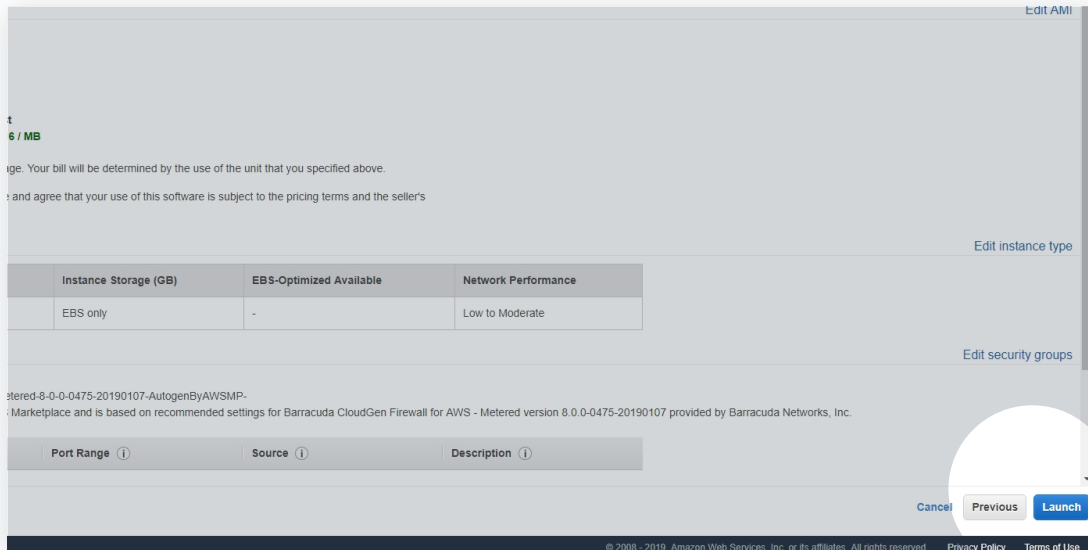 Edit AMI
6 / MB
ge. Your bill will be determined by the use of the unit that you specified above.
and agree that your use of this software is subject to the pricing terms and the seller's
Edit instance type
Instance Storage (GB) EBS-Optimized Available Network Performance
EBS only - Low to Moderate
Edit security groups
etered-8-0-0-0475-20190107-AutogenByAWSMP-
Marketplace and is based on recommended settings for Barracuda CloudGen Firewall for AWS - Metered version 8.0.0-0475-20190107 provided by Barracuda Networks, Inc.
Port Range i Source i Description i
Cancel Previous Launch
© 2008 - 2019, Amazon Web Services, Inc. or its affiliates. All rights reserved. Privacy Policy Terms of Use